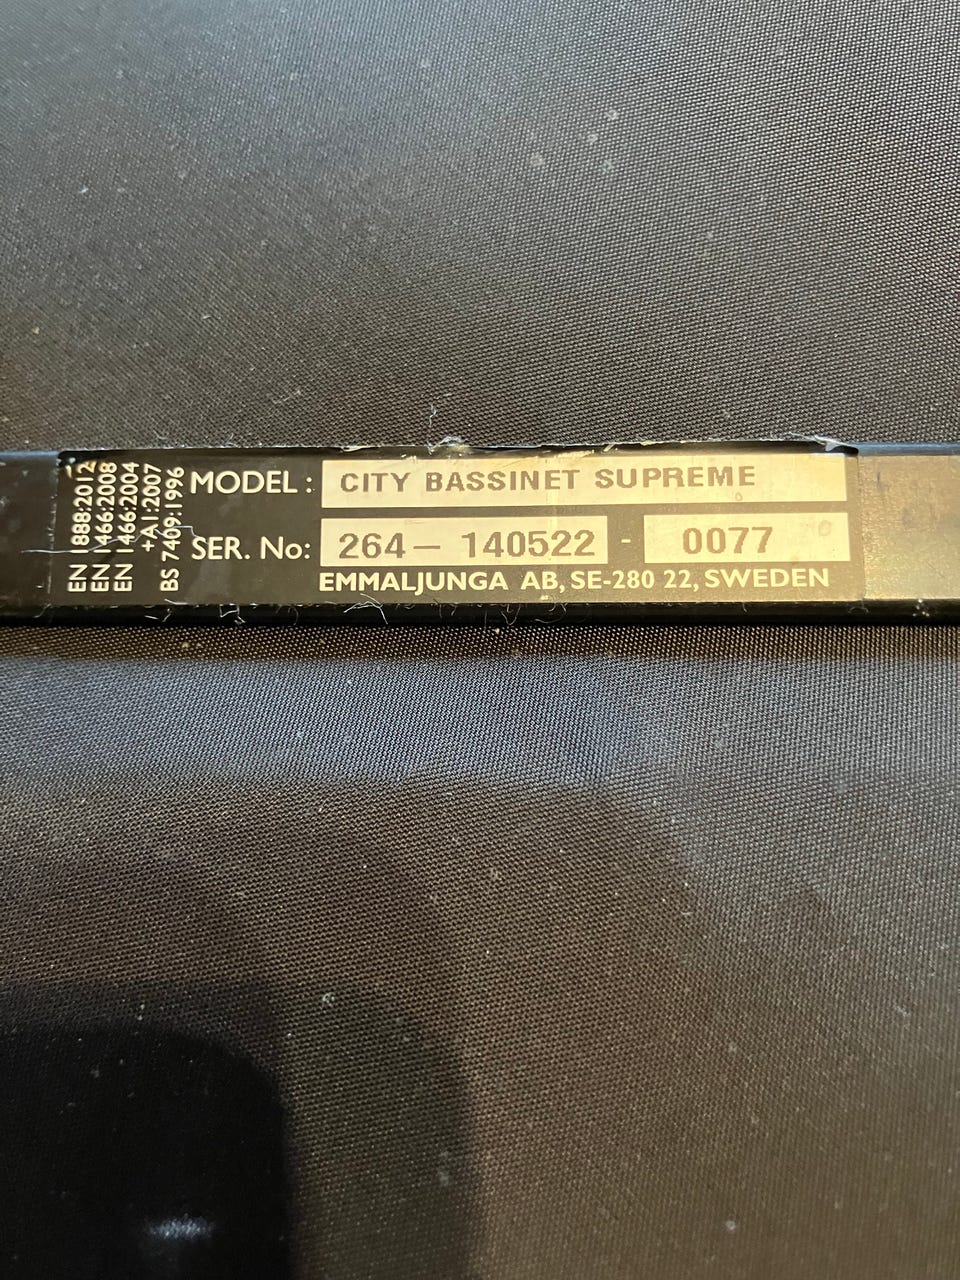 EN 1888:2012
EN 1466:2008
EN 1466:2004
+A1:2007
BS 7409:1996
MODEL : CITY BASSINET SUPREME
SER. No: 264- 140522 - 0077
EMMALJUNGA AB, SE-280 22, SWEDEN